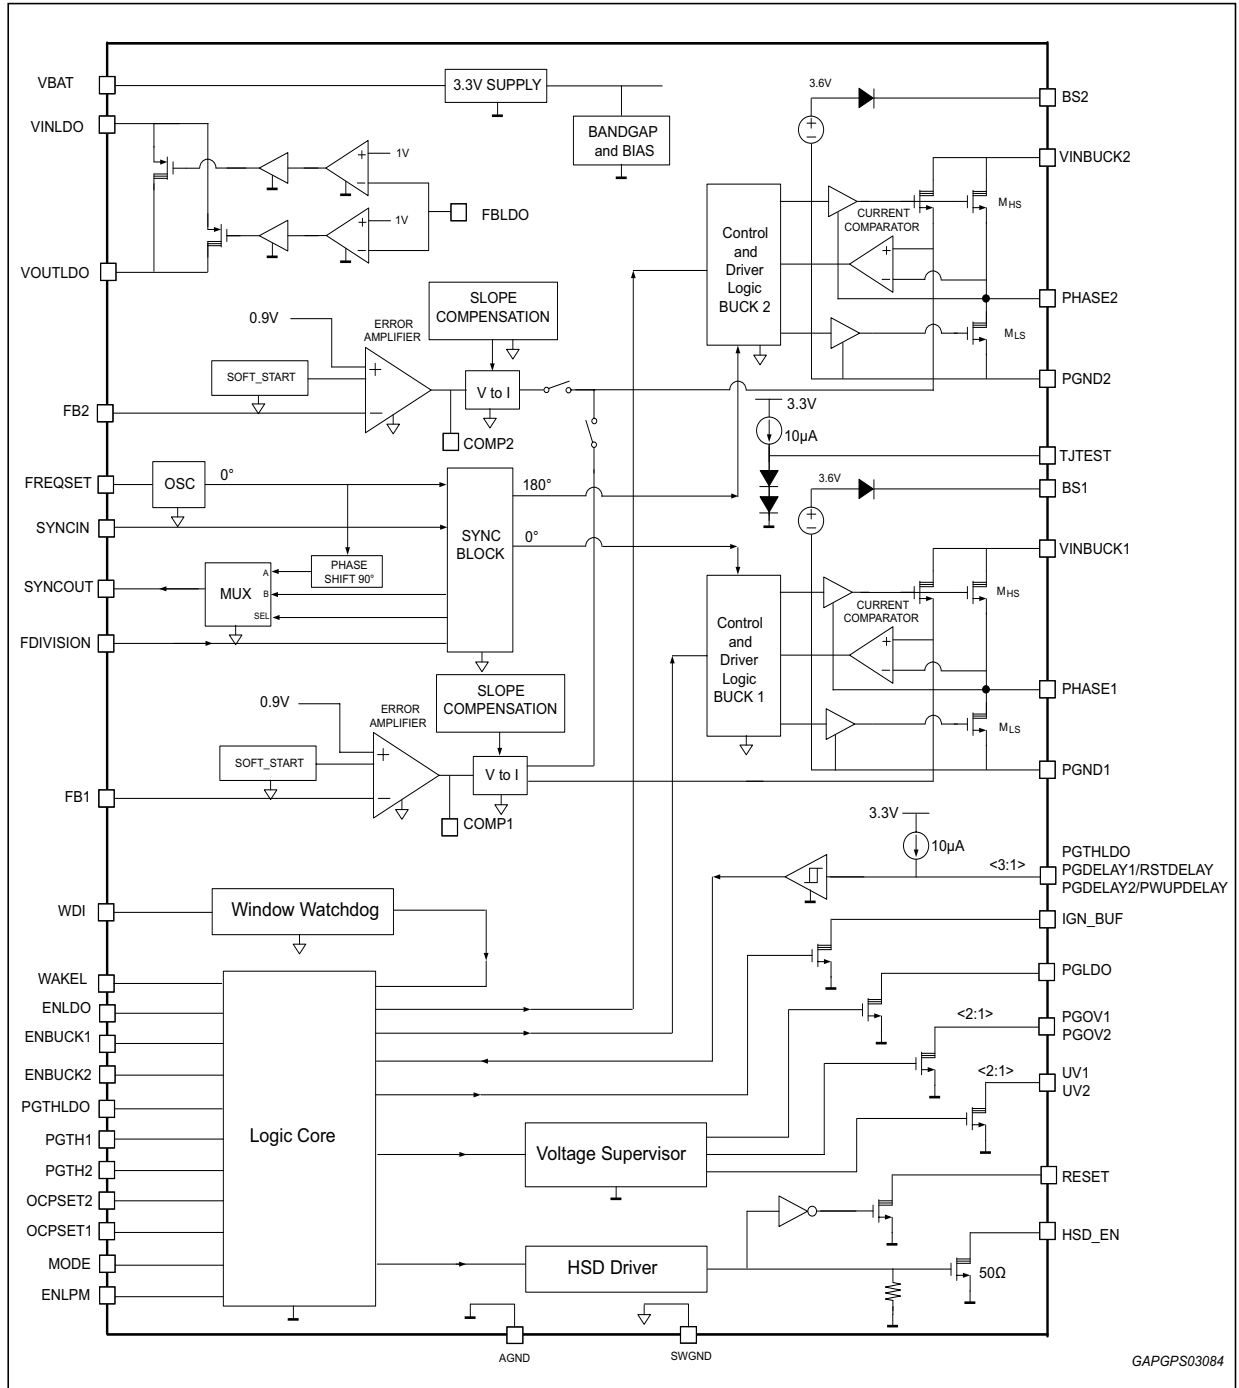 VBAT
3.3V SUPPLY
3.6V
BS2
VINLDO
BANDGAP
and BIAS
1V
FBLDO
1V
VOUTLDO
VINBUCK2
CURRENT
COMPARATOR
MHS
Control
and
Driver
Logic
BUCK 2
PHASE2
MLS
PGND2
SLOPE
COMPENSATION
0.9V
ERROR
AMPLIFIER
SOFT_START
V to I
FB2
COMP2
3.3V
10µA
TJTEST
FREQSET
OSC
0°
180°
SYNCIN
SYNC
BLOCK
0°
PHASE
SHIFT 90°
SYNCOUT
MUX
A
B
SEL
FDIVISION
3.6V
BS1
VINBUCK1
CURRENT
COMPARATOR
MHS
Control
and
Driver
Logic
BUCK 1
PHASE1
MLS
PGND1
SLOPE
COMPENSATION
0.9V
ERROR
AMPLIFIER
SOFT_START
V to I
FB1
COMP1
3.3V
10µA
<3:1>
PGTHLDO
PGDELAY1/RSTDELAY
PGDELAY2/PWUPDELAY
WDI
Window Watchdog
IGN_BUF
WAKEL
ENLDO
ENBUCK1
ENBUCK2
PGTHLDO
PGTH1
PGTH2
OCPSET2
OCPSET1
MODE
ENLPM
Logic Core
PGLDO
<2:1>
PGOV1
PGOV2
<2:1>
UV1
UV2
Voltage Supervisor
RESET
HSD Driver
HSD_EN
50Ω
AGND
SWGND
GAPGPS03084